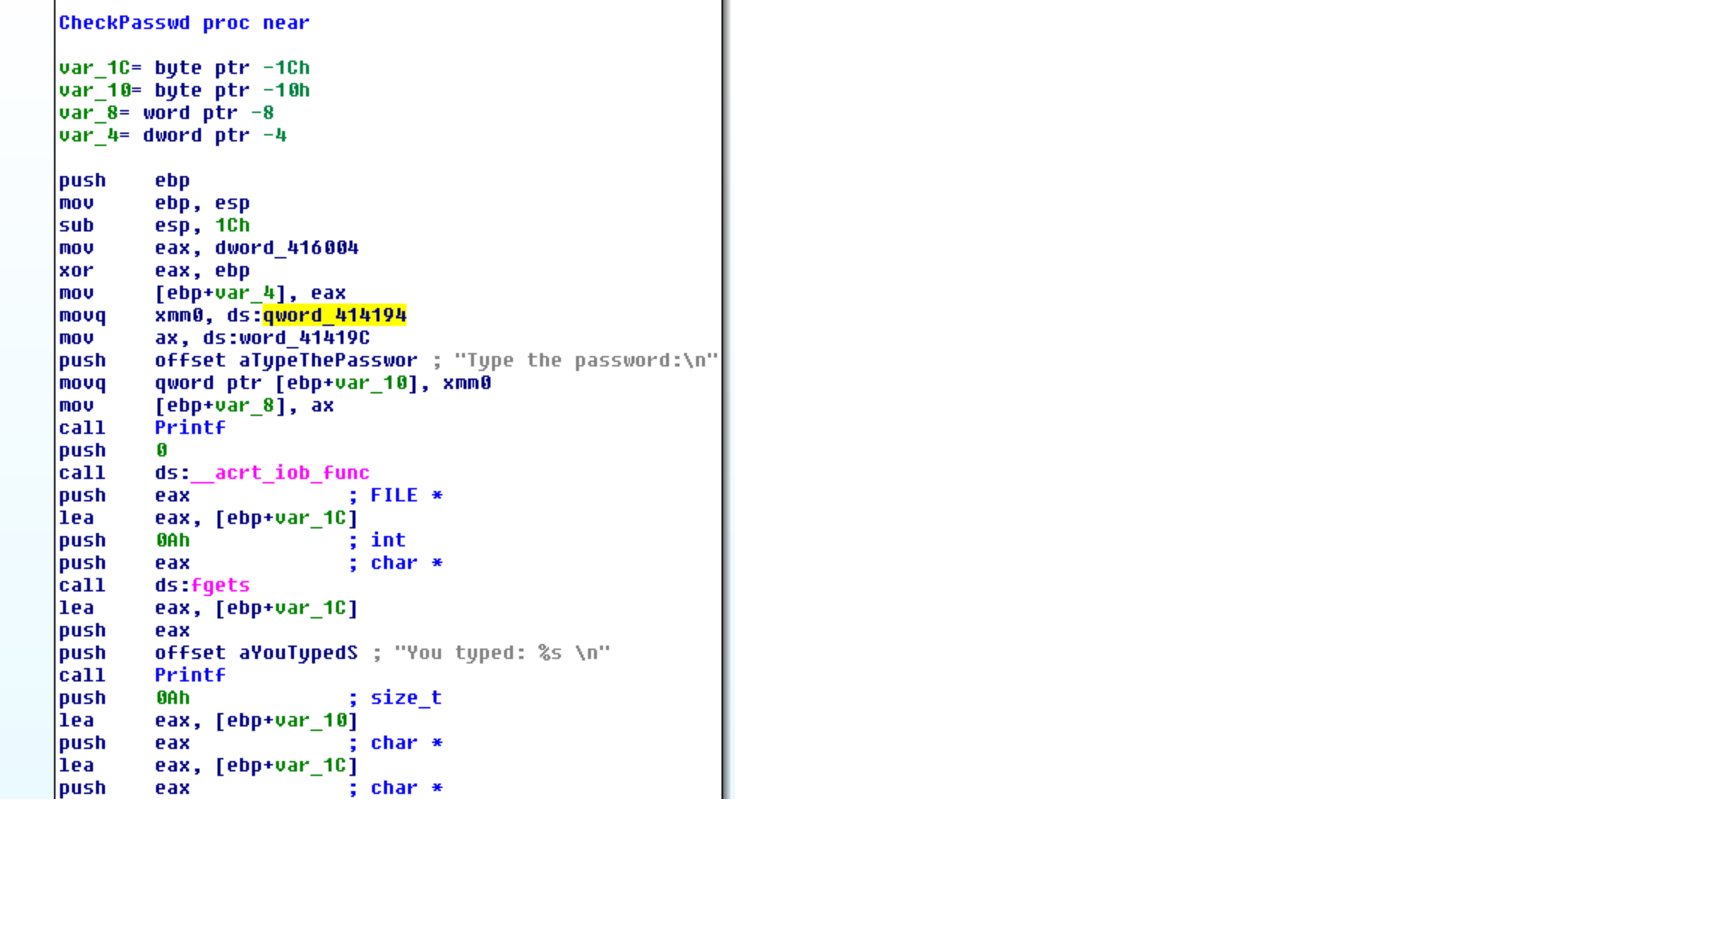 CheckPasswd proc near
var_1C= byte ptr -1Ch
var_10= byte ptr -10h
var_8= word ptr -8
var_4= dword ptr -4
push ebp
mov ebp, esp
sub esp, 1Ch
mov eax, dword_416004
xor eax, ebp
mov [ebp+var_4], eax
movq xmm0, ds:qword_414194
mov ax, ds:word_41419C
push offset aTypeThePasswor ; "Type the password:\n"
movq qword ptr [ebp+var_10], xmm0
mov [ebp+var_8], ax
call Printf
push 0
call ds:__acrt_iob_func
push eax ; FILE *
lea eax, [ebp+var_1C]
push 0Ah ; int
push eax ; char *
call ds:fgets
lea eax, [ebp+var_1C]
push eax
push offset aYouTypedS ; "You typed: %s \n"
call Printf
push 0Ah ; size_t
lea eax, [ebp+var_10]
push eax ; char *
lea eax, [ebp+var_1C]
push eax ; char *